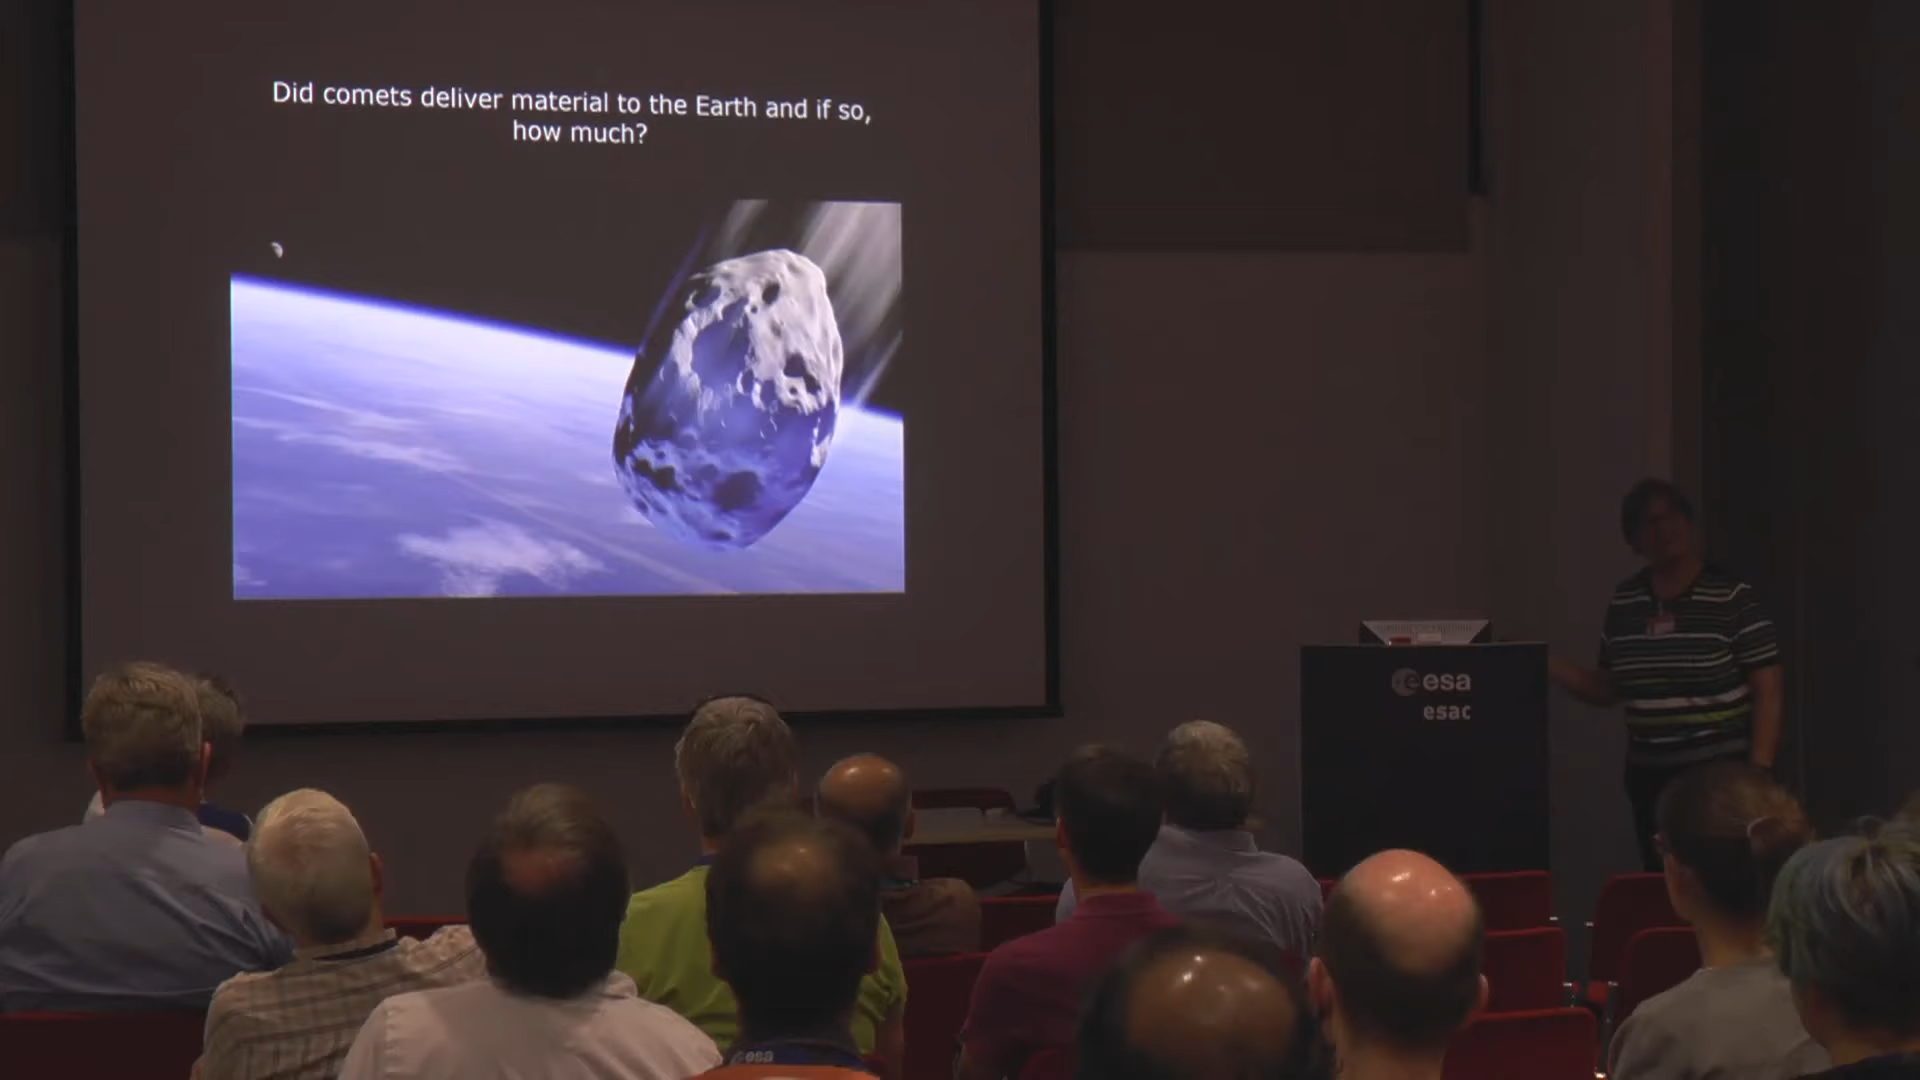 Did comets deliver material to the Earth and if so,
how much?
esa
esac
esa